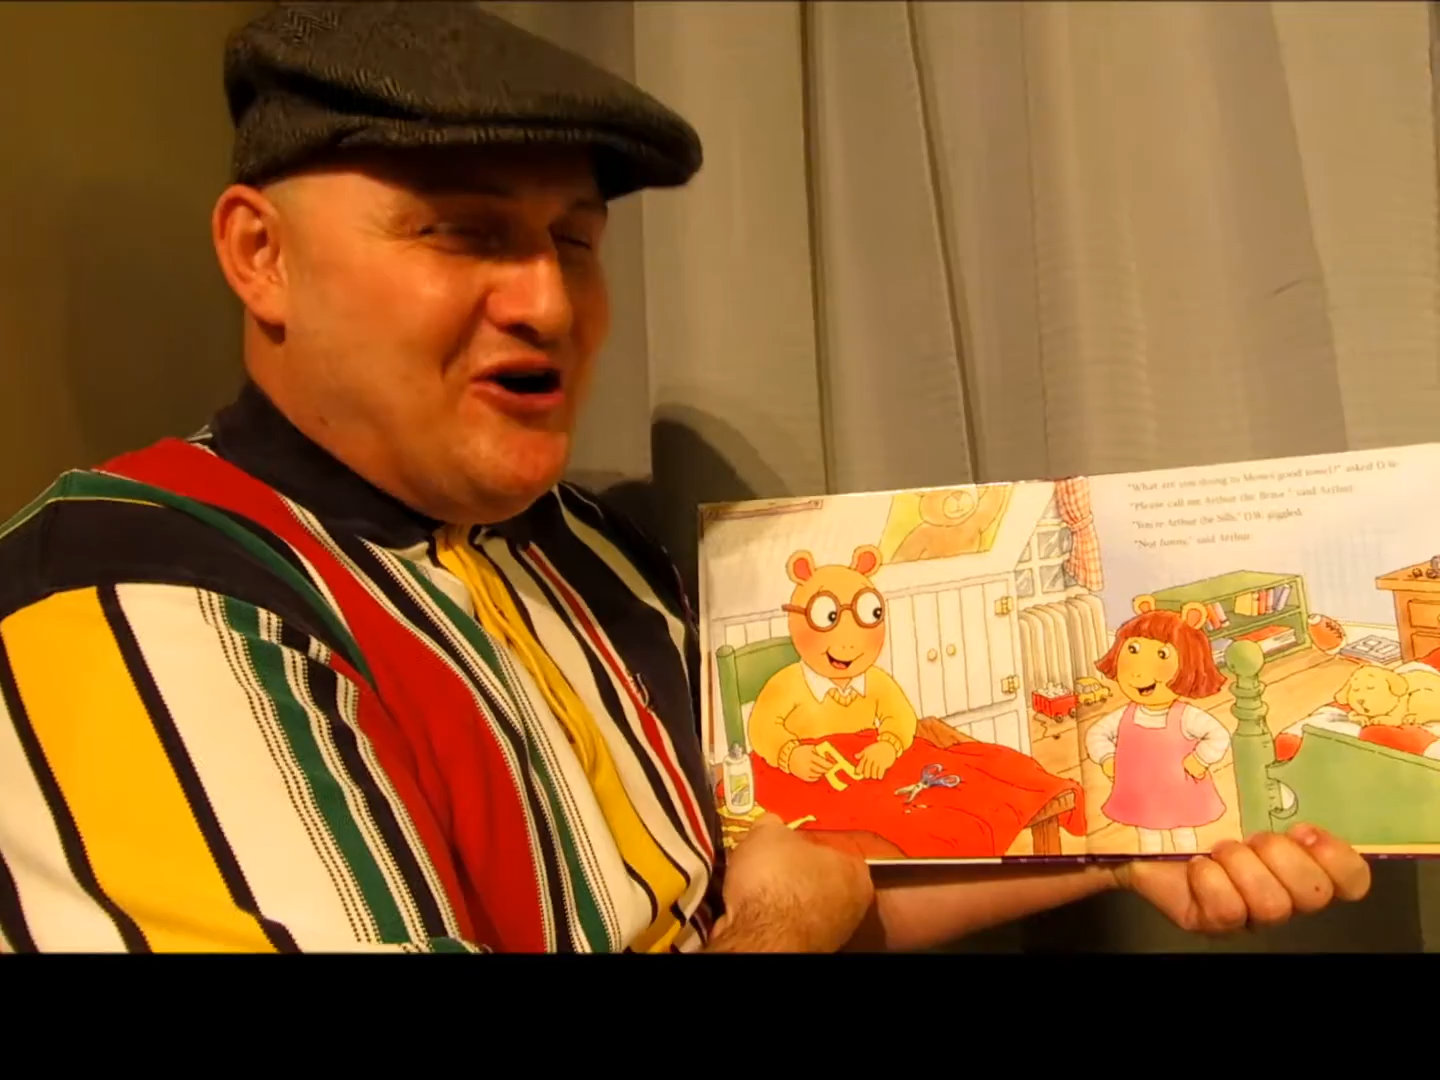 "What are you doing to Mom's good towel?" asked D.W.
"Please call me Arthur the Brave," said Arthur.
"You're Arthur the Silly," D.W. giggled.
"Not funny," said Arthur.